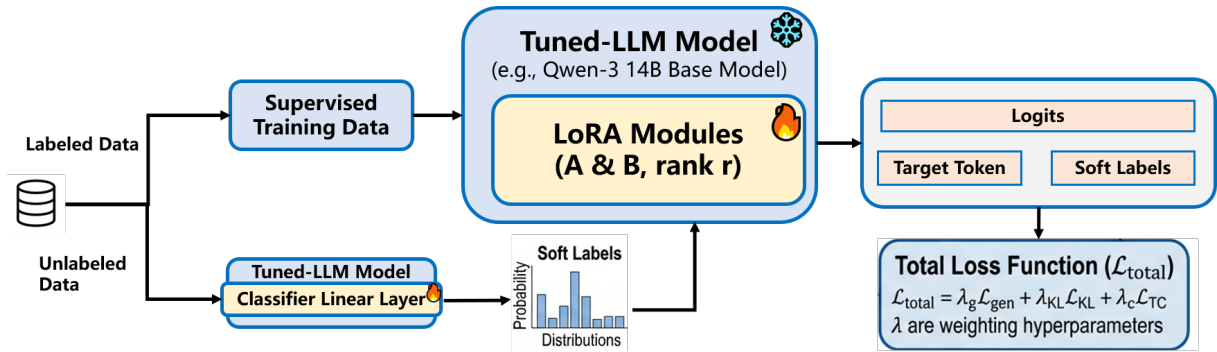 Labeled Data
Unlabeled
Data
Supervised
Training Data
Tuned-LLM Model
(e.g., Qwen-3 14B Base Model)
LoRA Modules
(A & B, rank r)
Tuned-LLM Model
Classifier Linear Layer
Soft Labels
Probability
Distributions
Logits
Target Token
Soft Labels
Total Loss Function (ℒtotal)
ℒtotal = λgℒgen + λKLℒKL + λcℒTC
λ are weighting hyperparameters